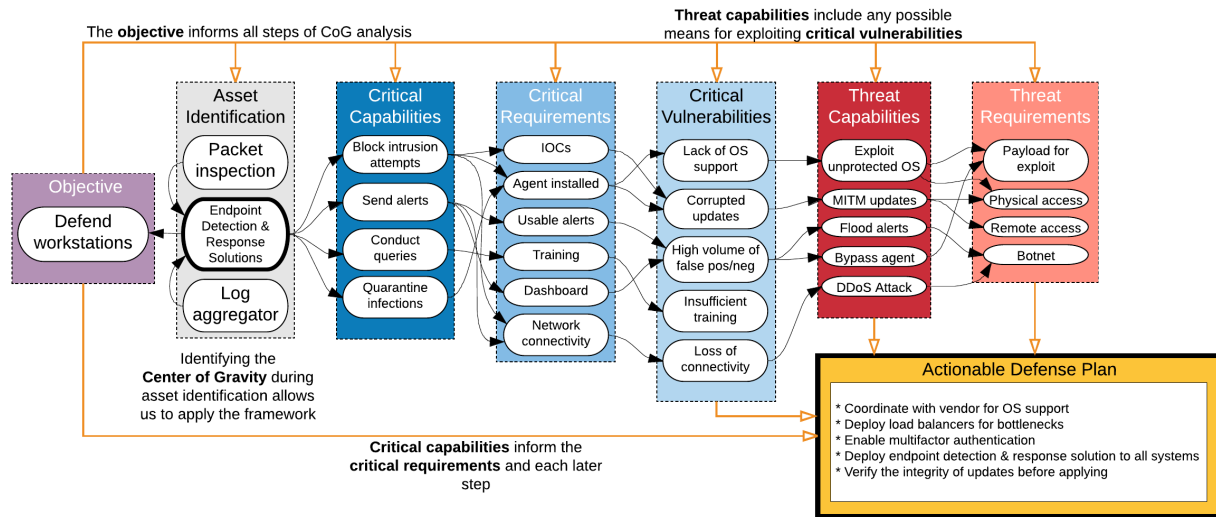 The objective informs all steps of CoG analysis
Threat capabilities include any possible
means for exploiting critical vulnerabilities
Objective
Defend
workstations
Asset
Identification
Packet
inspection
Endpoint
Detection &
Response
Solutions
Log
aggregator
Identifying the
Center of Gravity during
asset identification allows
us to apply the framework
Critical
Capabilities
Block intrusion
attempts
Send alerts
Conduct
queries
Quarantine
infections
Critical
Requirements
IOCs
Agent installed
Usable alerts
Training
Dashboard
Network
connectivity
Critical
Vulnerabilities
Lack of OS
support
Corrupted
updates
High volume of
false pos/neg
Insufficient
training
Loss of
connectivity
Threat
Capabilities
Exploit
unprotected OS
MITM updates
Flood alerts
Bypass agent
DDoS Attack
Threat
Requirements
Payload for
exploit
Physical access
Remote access
Botnet
Critical capabilities inform the
critical requirements and each later
step
Actionable Defense Plan
* Coordinate with vendor for OS support
* Deploy load balancers for bottlenecks
* Enable multifactor authentication
* Deploy endpoint detection & response solution to all systems
* Verify the integrity of updates before applying